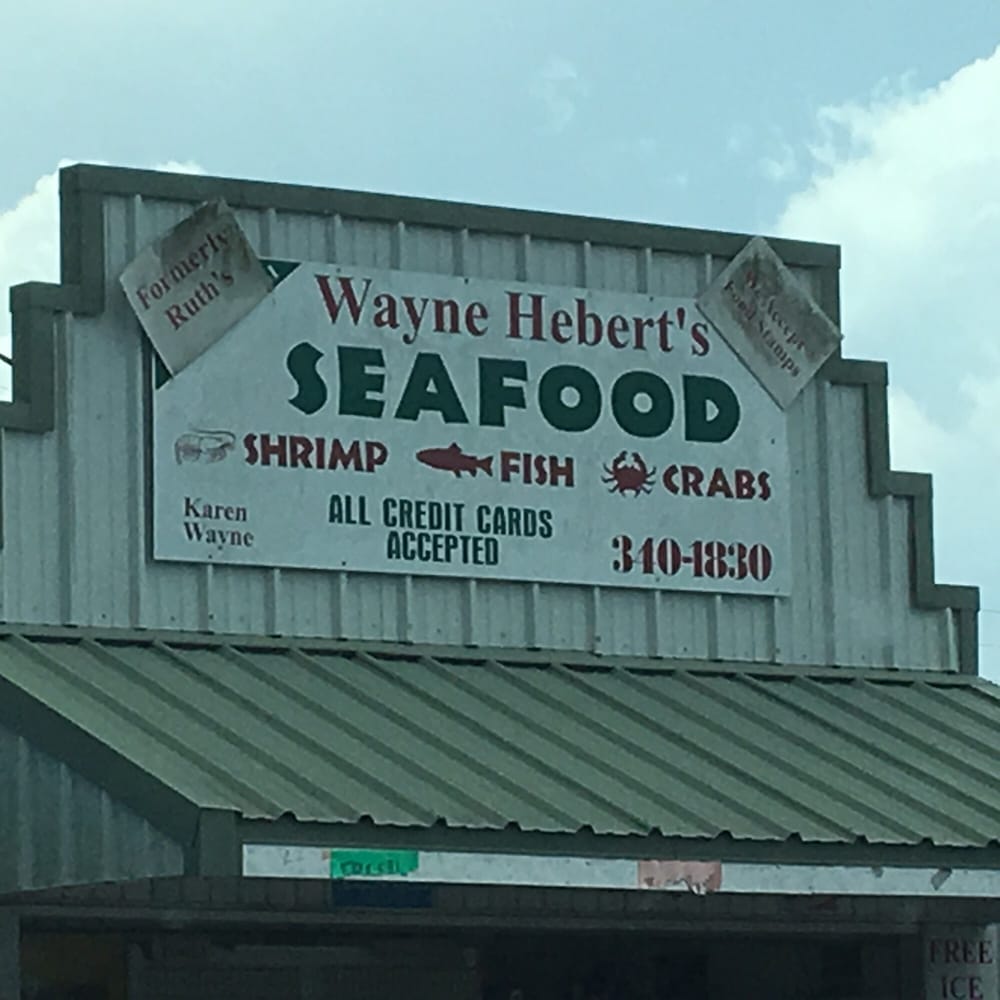 Formerly
Ruth's
Wayne Hebert's
We Accept
Food Stamps
SEAFOOD
SHRIMP FISH CRABS
Karen
Wayne
ALL CREDIT CARDS
ACCEPTED
340-1830
FREE
ICE